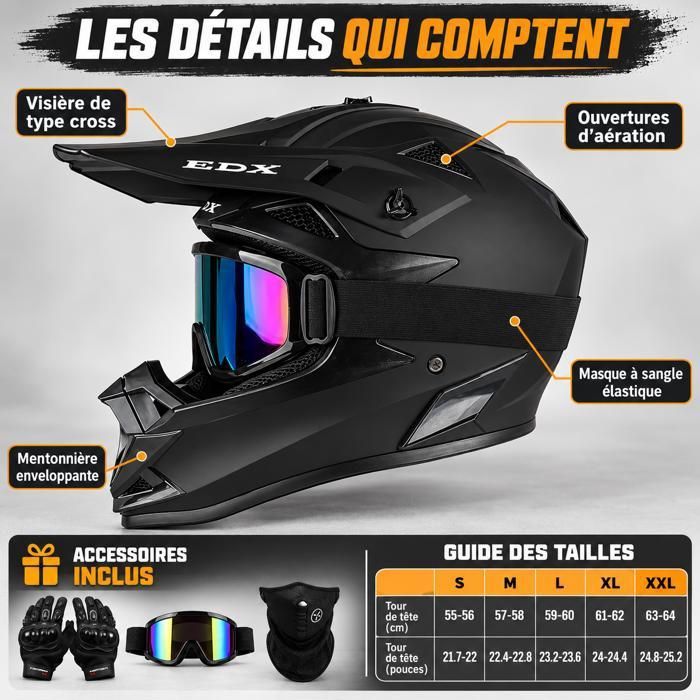 LES DÉTAILS QUI COMPTENT
Visière de
type cross
Ouvertures
d'aération
EDX
DX
Masque à sangle
élastique
Mentonnière
enveloppante
ACCESSOIRES
INCLUS
GUIDE DES TAILLES
S M L XL XXL
Tour
de tête
(cm)
55-56 57-58 59-60 61-62 63-64
Tour
de tête
(pouces)
21.7-22 22.4-22.8 23.2-23.6 24-24.4 24.8-25.2